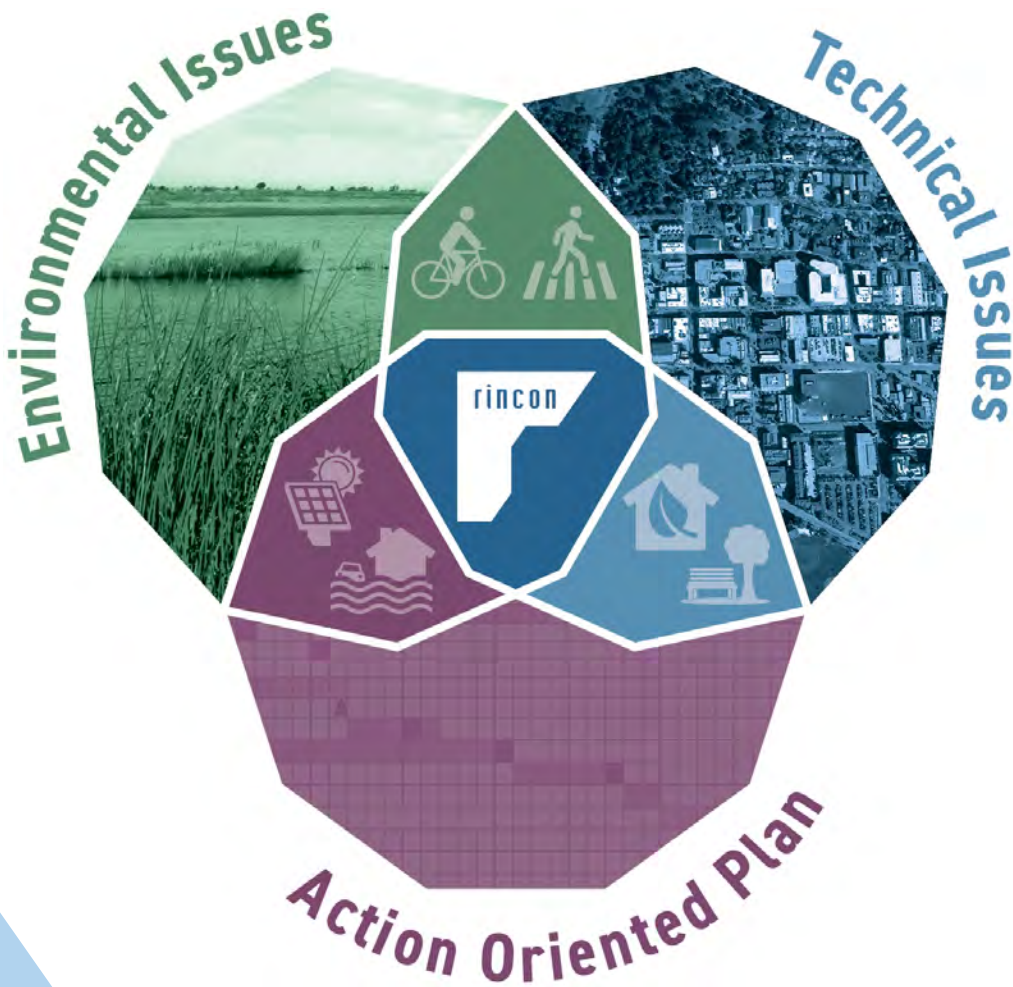 Environmental Issues
Technical Issues
rincon
Action Oriented Plan